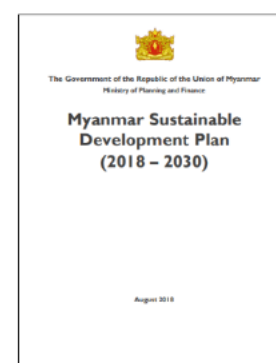 The Government of the Republic of the Union of Myanmar
Ministry of Planning and Finance
Myanmar Sustainable
Development Plan
(2018 – 2030)
August 2018